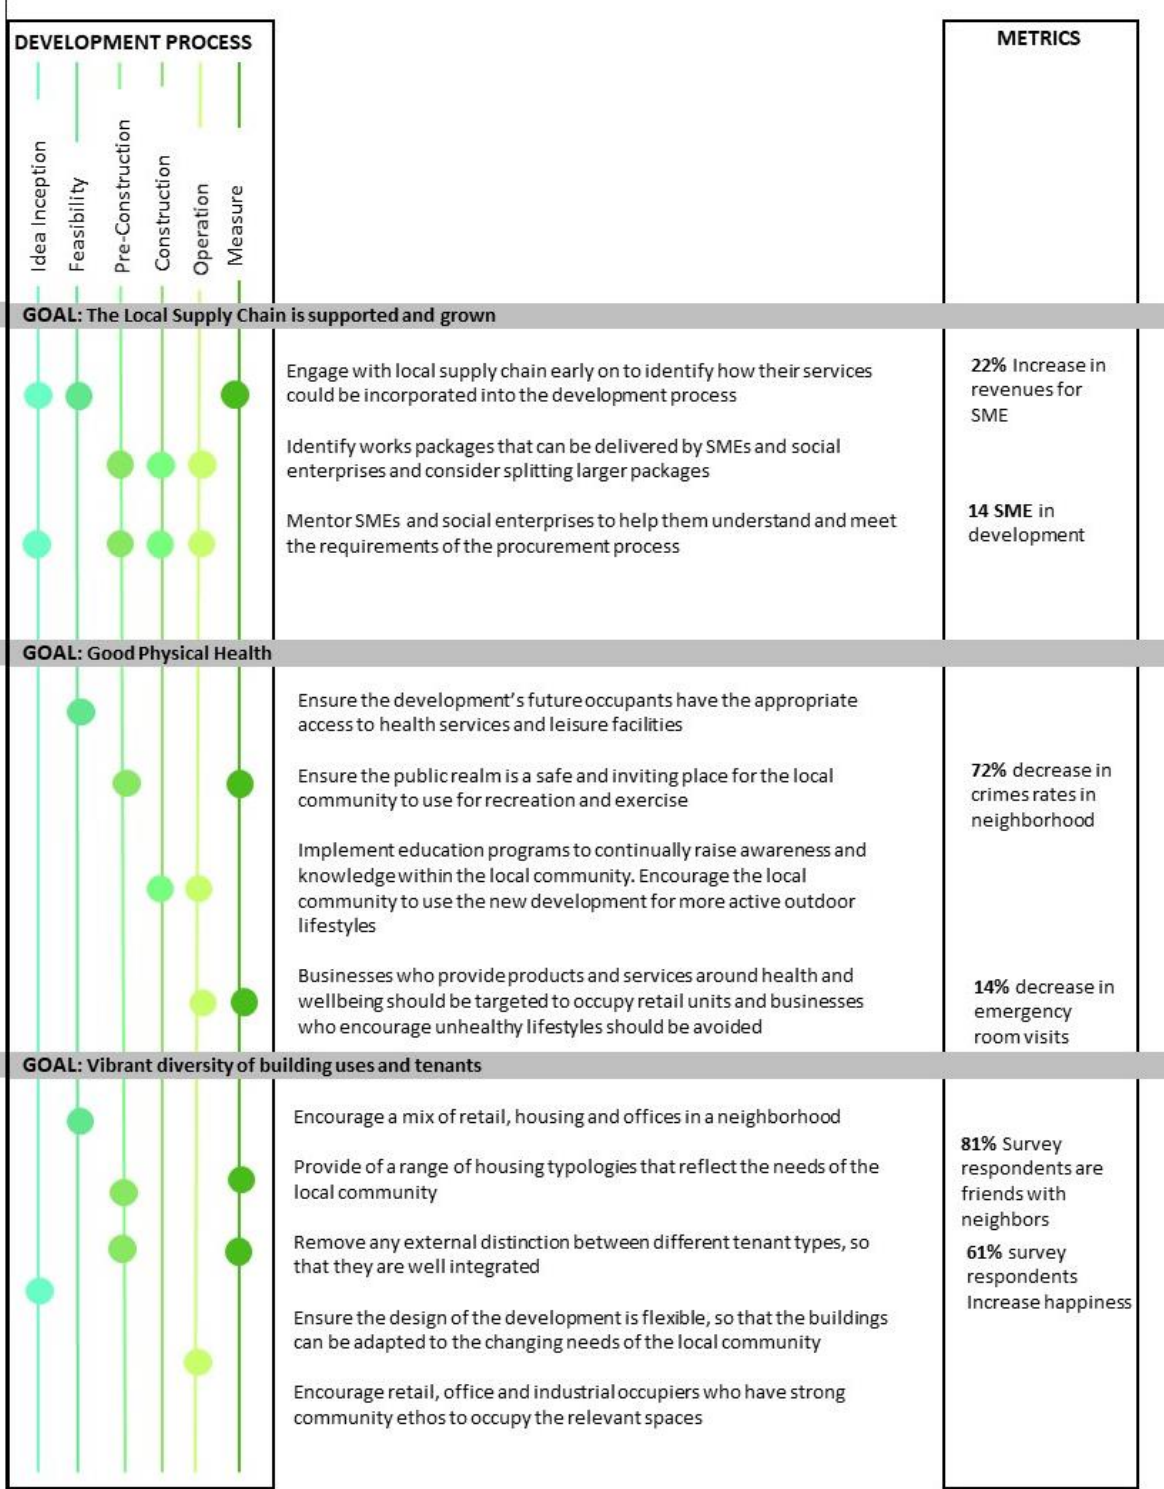 DEVELOPMENT PROCESS
METRICS
Idea Inception
Feasibility
Pre-Construction
Construction
Operation
Measure
GOAL: The Local Supply Chain is supported and grown
Engage with local supply chain early on to identify how their services
could be incorporated into the development process
22% Increase in
revenues for
SME
Identify works packages that can be delivered by SMEs and social
enterprises and consider splitting larger packages
Mentor SMEs and social enterprises to help them understand and meet
the requirements of the procurement process
14 SME in
development
GOAL: Good Physical Health
Ensure the development's future occupants have the appropriate
access to health services and leisure facilities
Ensure the public realm is a safe and inviting place for the local
community to use for recreation and exercise
72% decrease in
crimes rates in
neighborhood
Implement education programs to continually raise awareness and
knowledge within the local community. Encourage the local
community to use the new development for more active outdoor
lifestyles
Businesses who provide products and services around health and
wellbeing should be targeted to occupy retail units and businesses
who encourage unhealthy lifestyles should be avoided
14% decrease in
emergency
room visits
GOAL: Vibrant diversity of building uses and tenants
Encourage a mix of retail, housing and offices in a neighborhood
Provide of a range of housing typologies that reflect the needs of the
local community
81% Survey
respondents are
friends with
neighbors
Remove any external distinction between different tenant types, so
that they are well integrated
61% survey
respondents
Increase happiness
Ensure the design of the development is flexible, so that the buildings
can be adapted to the changing needs of the local community
Encourage retail, office and industrial occupiers who have strong
community ethos to occupy the relevant spaces